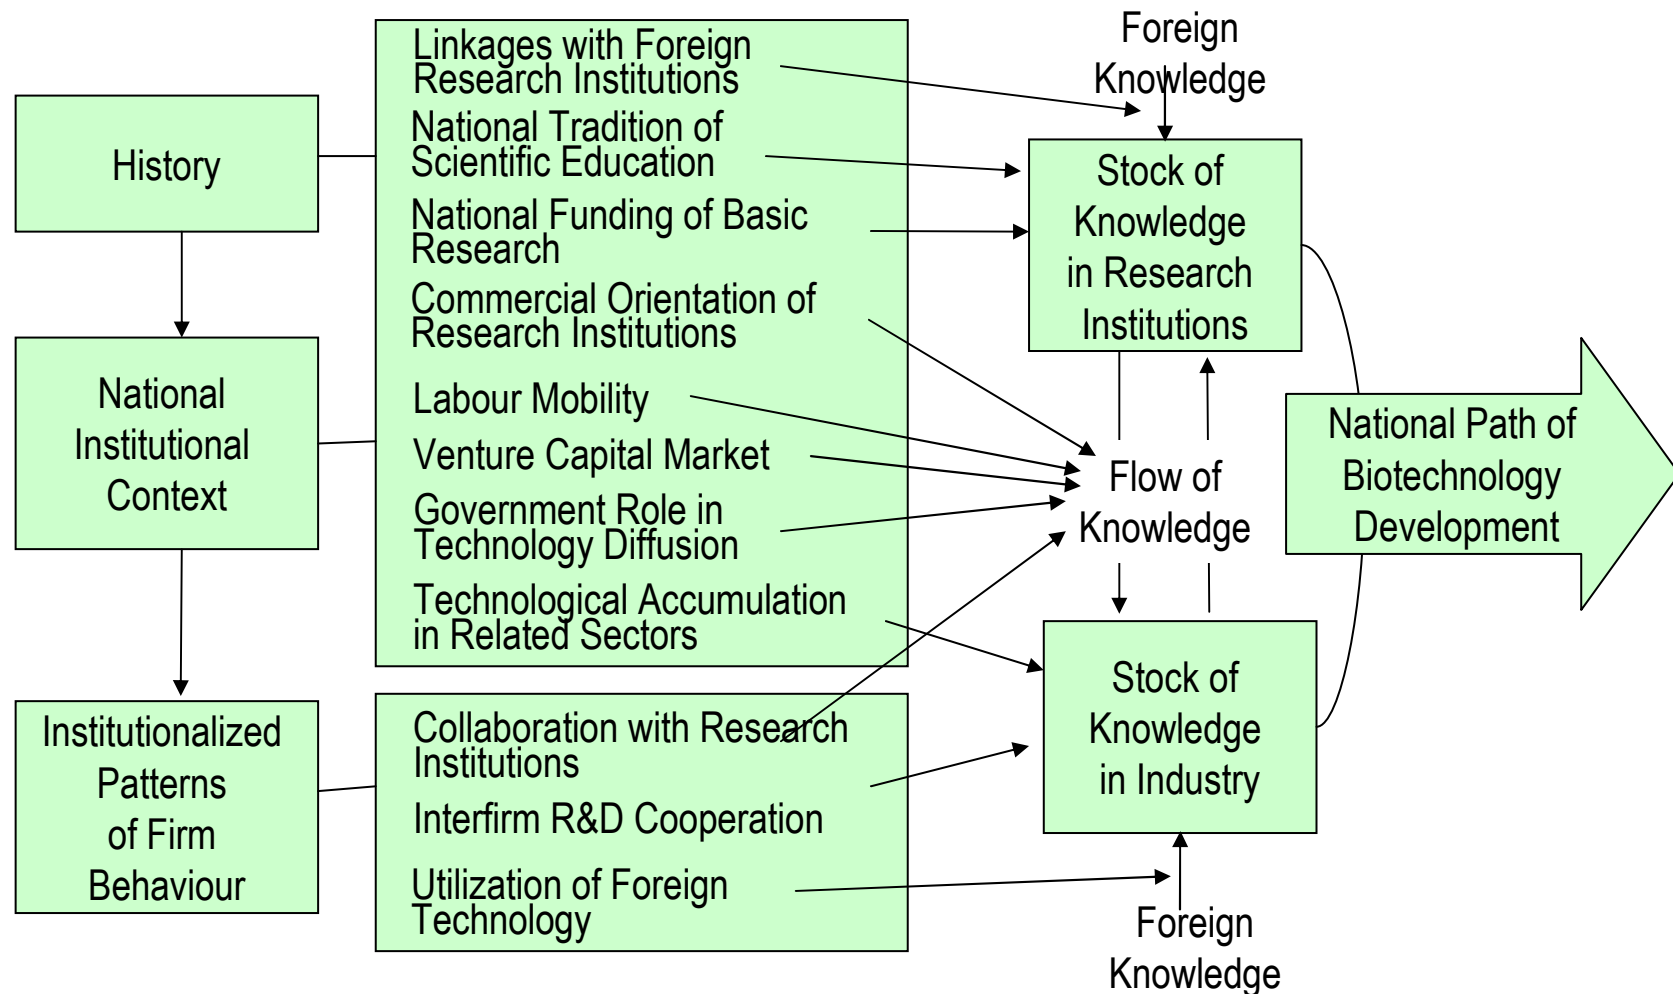 History
National
Institutional
Context
Institutionalized
Patterns
of Firm
Behaviour
Linkages with Foreign
Research Institutions
National Tradition of
Scientific Education
National Funding of Basic
Research
Commercial Orientation of
Research Institutions
Labour Mobility
Venture Capital Market
Government Role in
Technology Diffusion
Technological Accumulation
in Related Sectors
Collaboration with Research
Institutions
Interfirm R&D Cooperation
Utilization of Foreign
Technology
Foreign
Knowledge
Stock of
Knowledge
in Research
Institutions
Flow of
Knowledge
Stock of
Knowledge
in Industry
Foreign
Knowledge
National Path of
Biotechnology
Development